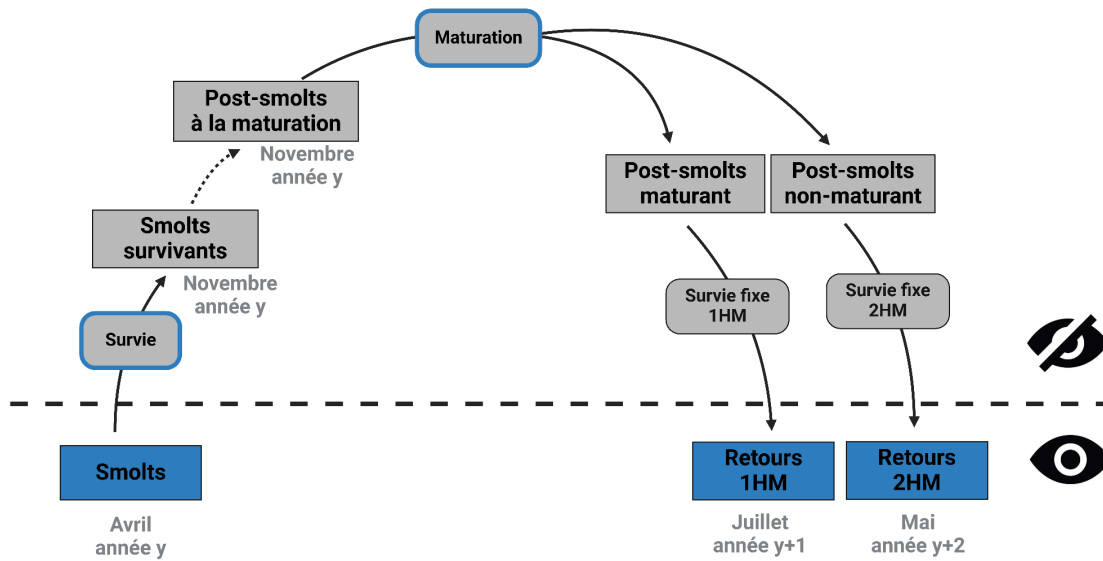 Maturation
Post-smolts
à la maturation
Novembre
année y
Post-smolts
maturant
Post-smolts
non-maturant
Smolts
survivants
Novembre
année y
Survie fixe
1HM
Survie fixe
2HM
Survie
Smolts
Retours
1HM
Retours
2HM
Avril
année y
Juillet
année y+1
Mai
année y+2